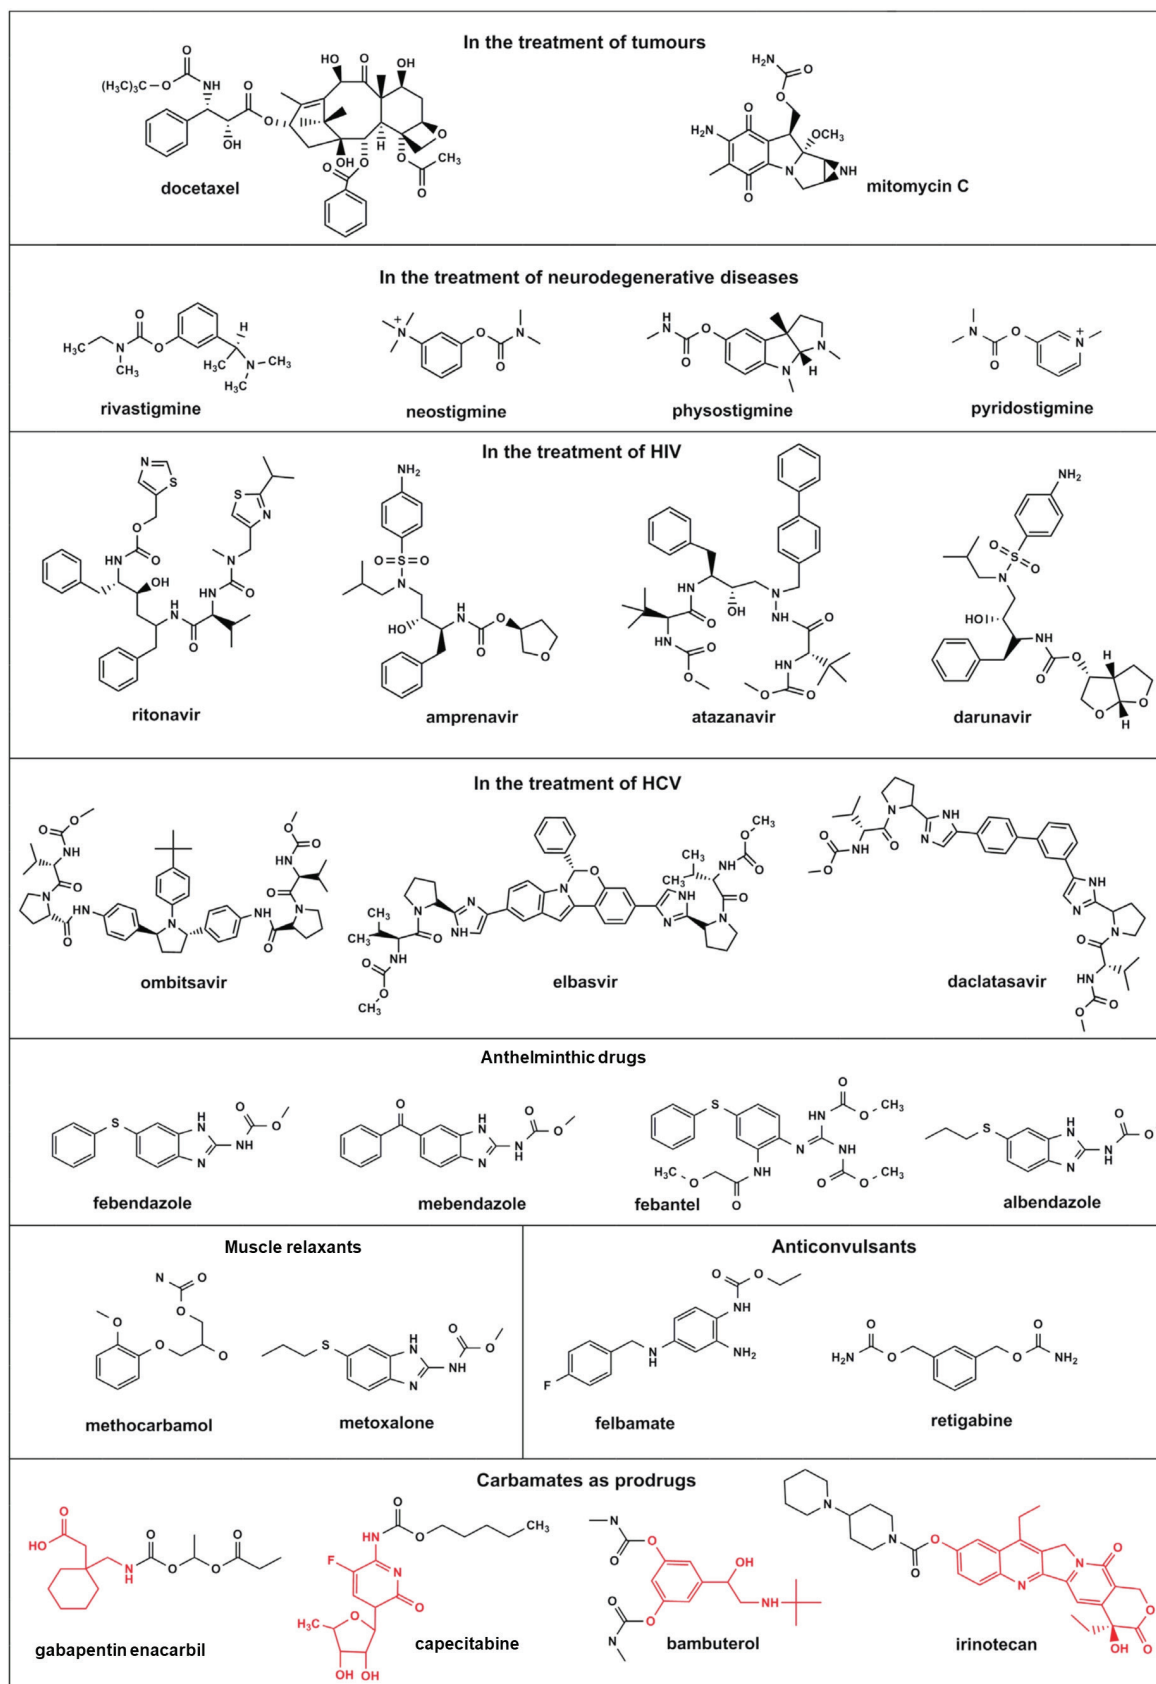 In the treatment of tumours
docetaxel
mitomycin C
In the treatment of neurodegenerative diseases
rivastigmine
neostigmine
physostigmine
pyridostigmine
In the treatment of HIV
ritonavir
amprenavir
atazanavir
darunavir
In the treatment of HCV
ombitsavir
elbasvir
daclatasavir
Anthelminthic drugs
febendazole
mebendazole
febantel
albendazole
Muscle relaxants
methocarbamol
metoxalone
Anticonvulsants
felbamate
retigabine
Carbamates as prodrugs
gabapentin enacarbil
capecitabine
bambuterol
irinotecan